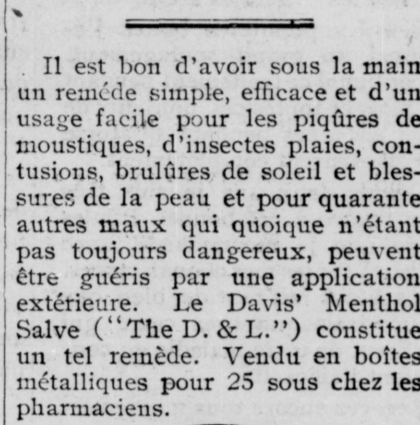 Il est bon d'avoir sous la main
un reméde simple, efficace et d'un
usage facile pour les piqûres de
moustiques, d'insectes plaies, con-
tusions, brulûres de soleil et bles-
sures de la peau et pour quarante
autres maux qui quoique n'étant
pas toujours dangereux, peuvent
être guéris par une application
extérieure. Le Davis' Menthol
Salve ("The D. & L.") constitue
un tel remède. Vendu en boîtes
métalliques pour 25 sous chez les
pharmaciens.